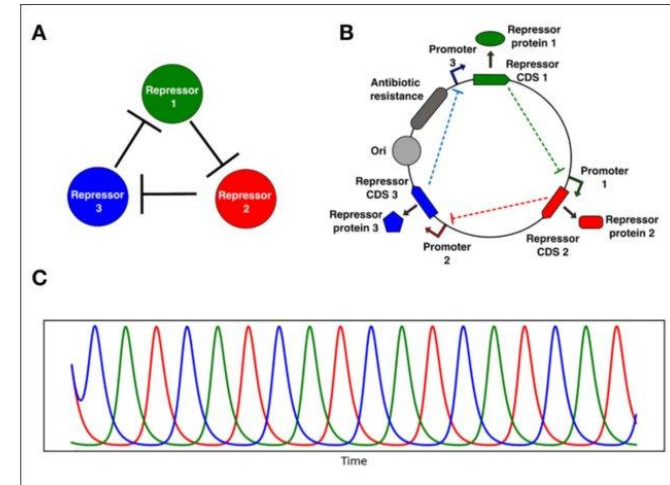 A
Repressor
1
Repressor
3
Repressor
2
B
Repressor
protein 1
Promoter
3
Repressor
CDS 1
Antibiotic
resistance
Ori
Promoter
1
Repressor
CDS 3
Repressor
protein 3
Promoter
2
Repressor
CDS 2
Repressor
protein 2
C
Time